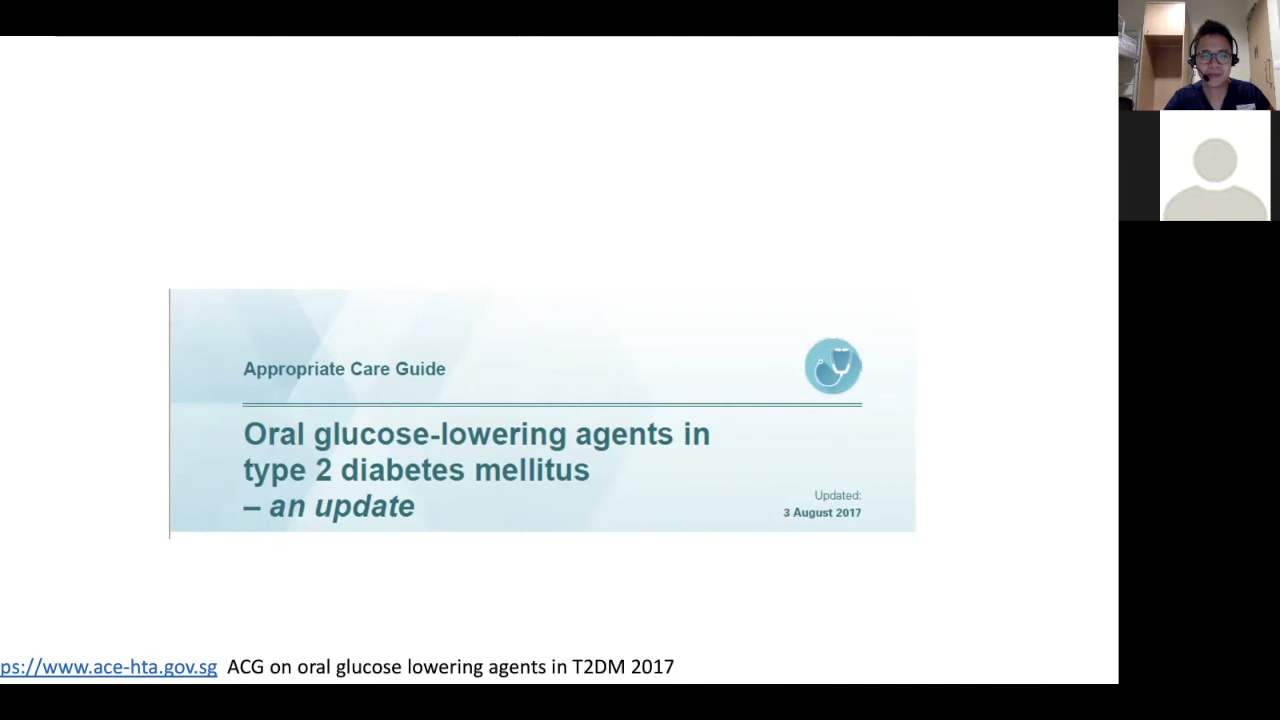 Appropriate Care Guide
Oral glucose-lowering agents in
type 2 diabetes mellitus
– an update
Updated:
3 August 2017
ps://www.ace-hta.gov.sg ACG on oral glucose lowering agents in T2DM 2017